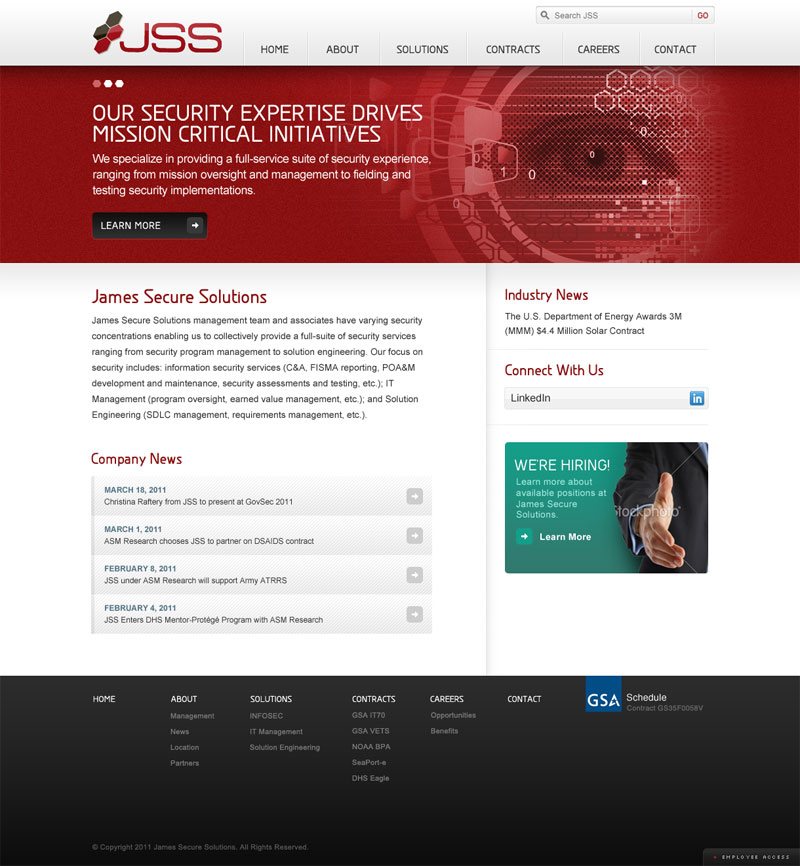 Search JSS GO
JSS
HOME ABOUT SOLUTIONS CONTRACTS CAREERS CONTACT
OUR SECURITY EXPERTISE DRIVES
MISSION CRITICAL INITIATIVES
We specialize in providing a full-service suite of security experience,
ranging from mission oversight and management to fielding and
testing security implementations.
LEARN MORE
0
0
1
0
0
0
James Secure Solutions
James Secure Solutions management team and associates have varying security
concentrations enabling us to collectively provide a full-suite of security services
ranging from security program management to solution engineering. Our focus on
security includes: information security services (C&A, FISMA reporting, POA&M
development and maintenance, security assessments and testing, etc.); IT
Management (program oversight, earned value management, etc.); and Solution
Engineering (SDLC management, requirements management, etc.).
Company News
MARCH 18, 2011
Christina Raftery from JSS to present at GovSec 2011
MARCH 1, 2011
ASM Research chooses JSS to partner on DSAIDS contract
FEBRUARY 8, 2011
JSS under ASM Research will support Army ATRRS
FEBRUARY 4, 2011
JSS Enters DHS Mentor-Protégé Program with ASM Research
Industry News
The U.S. Department of Energy Awards 3M
(MMM) $4.4 Million Solar Contract
Connect With Us
LinkedIn in
WE'RE HIRING!
Learn more about
available positions at
James Secure
Solutions.
Learn More
iStockphoto
HOME
ABOUT
Management
News
Location
Partners
SOLUTIONS
INFOSEC
IT Management
Solution Engineering
CONTRACTS
GSA IT70
GSA VETS
NOAA BPA
SeaPort-e
DHS Eagle
CAREERS
Opportunities
Benefits
CONTACT
GSA
Schedule
Contract GS35F0058V
© Copyright 2011 James Secure Solutions. All Rights Reserved.
EMPLOYEE ACCESS